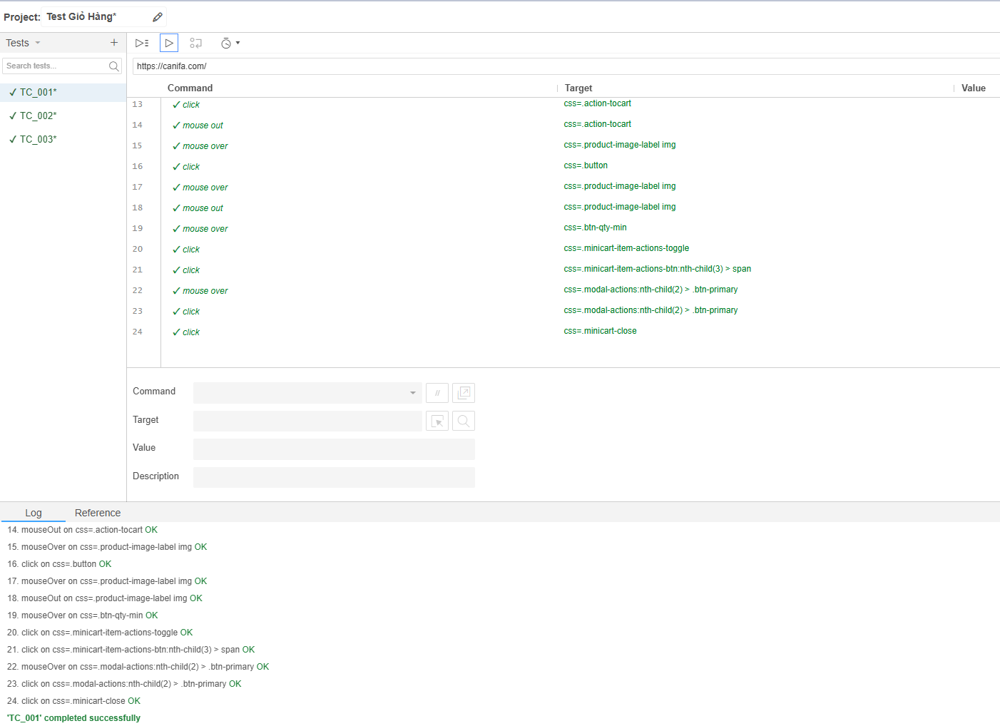 Project: Test Giỏ Hàng*
Tests
Search tests...
TC_001*
TC_002*
TC_003*
https://canifa.com/
Command Target Value
13 click css=.action-tocart
14 mouse out css=.action-tocart
15 mouse over css=.product-image-label img
16 click css=.button
17 mouse over css=.product-image-label img
18 mouse out css=.product-image-label img
19 mouse over css=.btn-qty-min
20 click css=.minicart-item-actions-toggle
21 click css=.minicart-item-actions-btn:nth-child(3) > span
22 mouse over css=.modal-actions:nth-child(2) > .btn-primary
23 click css=.modal-actions:nth-child(2) > .btn-primary
24 click css=.minicart-close
Command //
Target
Value
Description
Log Reference
14. mouseOut on css=.action-tocart OK
15. mouseOver on css=.product-image-label img OK
16. click on css=.button OK
17. mouseOver on css=.product-image-label img OK
18. mouseOut on css=.product-image-label img OK
19. mouseOver on css=.btn-qty-min OK
20. click on css=.minicart-item-actions-toggle OK
21. click on css=.minicart-item-actions-btn:nth-child(3) > span OK
22. mouseOver on css=.modal-actions:nth-child(2) > .btn-primary OK
23. click on css=.modal-actions:nth-child(2) > .btn-primary OK
24. click on css=.minicart-close OK
'TC_001' completed successfully